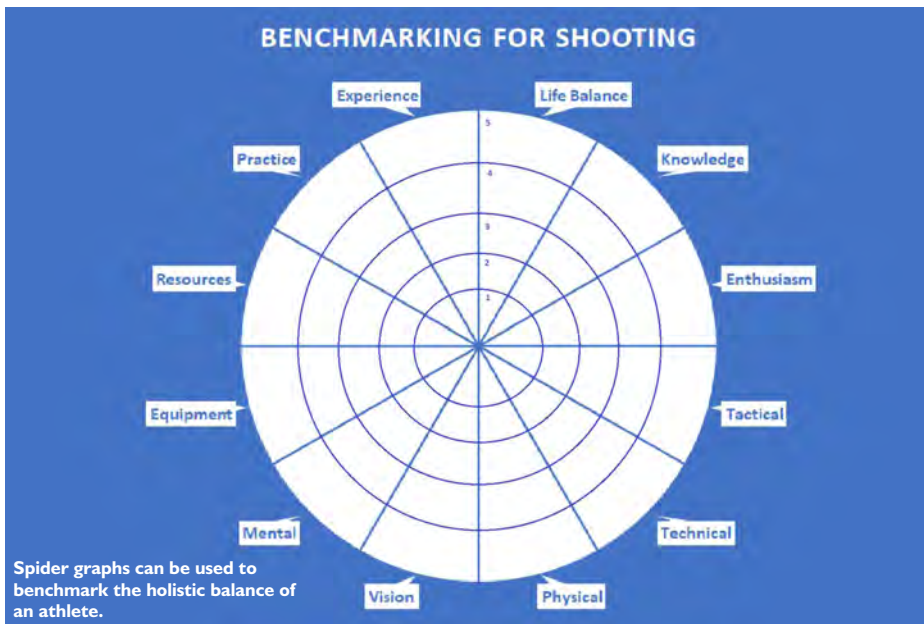 BENCHMARKING FOR SHOOTING
Experience
Life Balance
Practice
Knowledge
Resources
Enthusiasm
Equipment
Tactical
Mental
Technical
Vision
Physical
5
4
3
2
1
Spider graphs can be used to
benchmark the holistic balance of
an athlete.